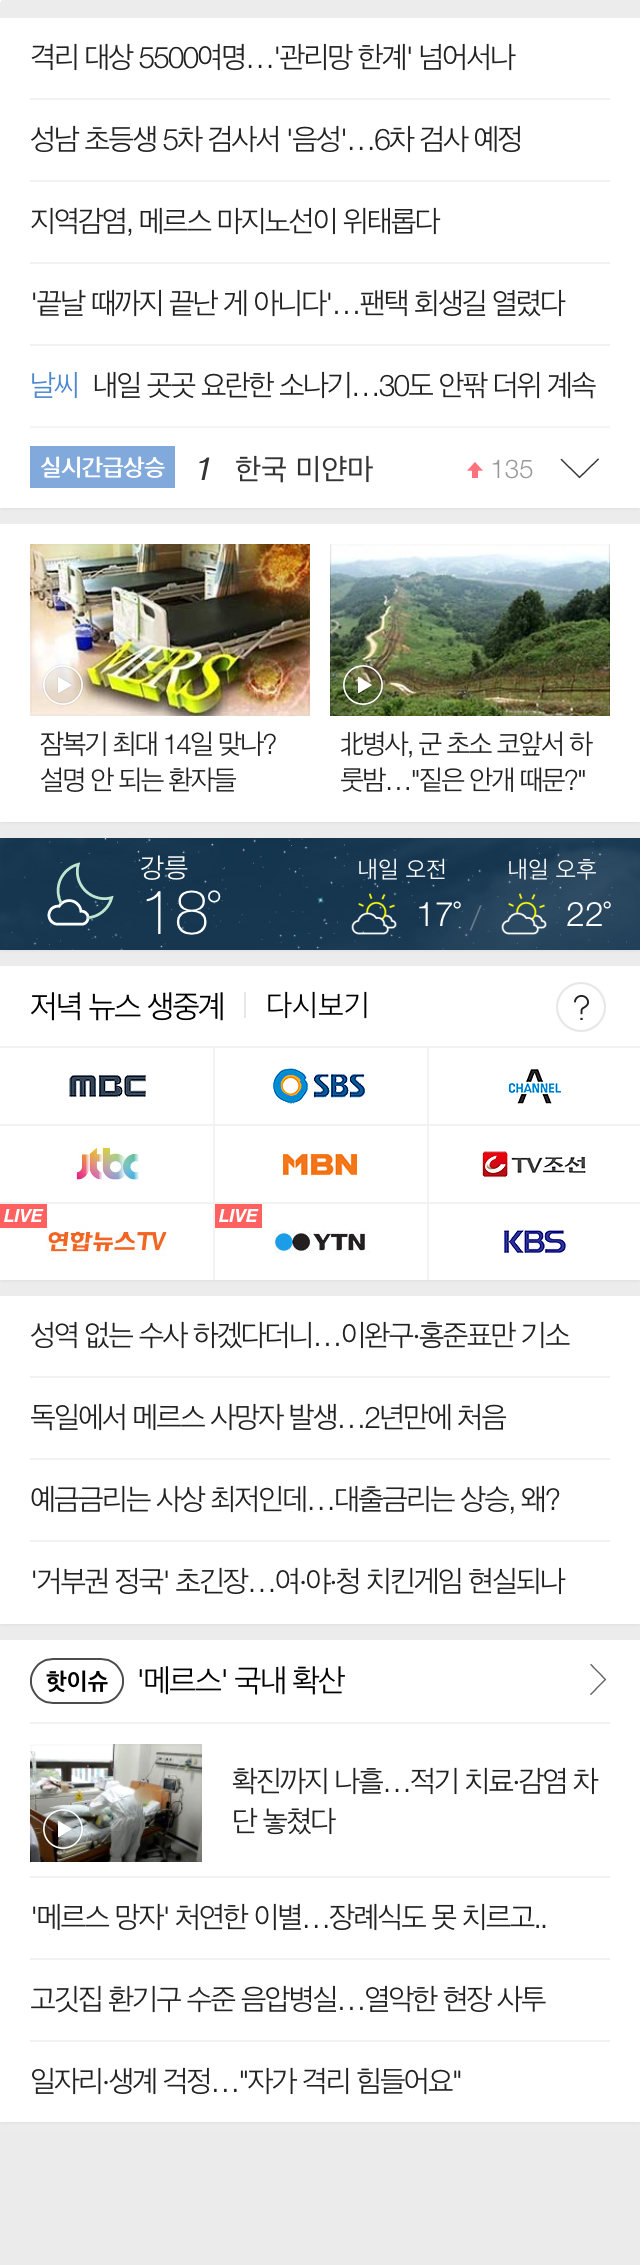 격리 대상 5500여명…'관리망 한계' 넘어서나
성남 초등생 5차 검사서 '음성'…6차 검사 예정
지역감염, 메르스 마지노선이 위태롭다
'끝날 때까지 끝난 게 아니다'…팬택 회생길 열렸다
날씨 내일 곳곳 요란한 소나기…30도 안팎 더위 계속
실시간급상승 1 한국 미얀마 135
MERS
잠복기 최대 14일 맞나?
설명 안 되는 환자들
北병사, 군 초소 코앞서 하
룻밤…"짙은 안개 때문?"
강릉
18°
내일 오전 내일 오후
17° / 22°
저녁 뉴스 생중계 다시보기 ?
MBC SBS CHANNEL A
jtbc MBN TV조선
LIVE LIVE
연합뉴스TV YTN KBS
성역 없는 수사 하겠다더니…이완구·홍준표만 기소
독일에서 메르스 사망자 발생…2년만에 처음
예금금리는 사상 최저인데…대출금리는 상승, 왜?
'거부권 정국' 초긴장…여·야·청 치킨게임 현실되나
핫이슈 '메르스' 국내 확산
확진까지 나흘…적기 치료·감염 차
단 놓쳤다
'메르스 망자' 처연한 이별…장례식도 못 치르고..
고깃집 환기구 수준 음압병실…열악한 현장 사투
일자리·생계 걱정…"자가 격리 힘들어요"